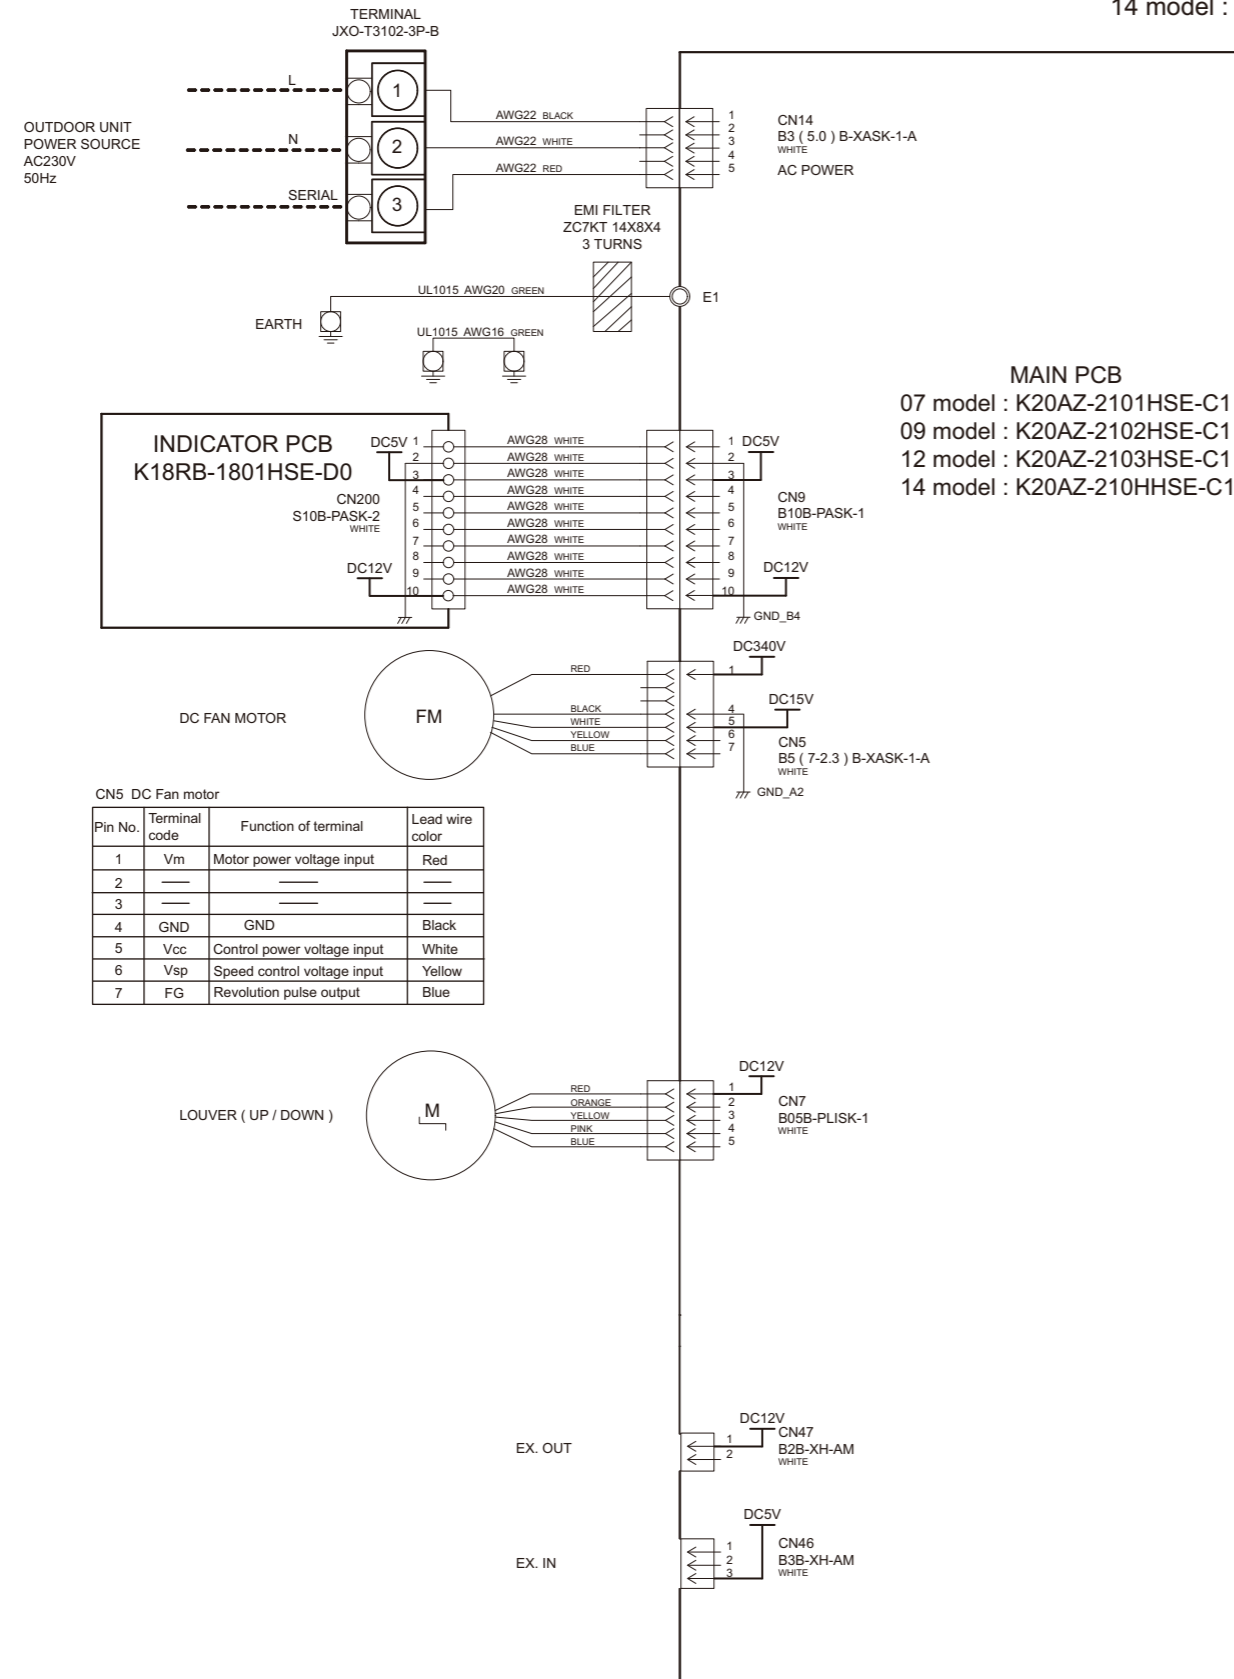 14 model :
TERMINAL
JXO-T3102-3P-B
L
1
OUTDOOR UNIT
POWER SOURCE
AC230V
50Hz
N
2
SERIAL
3
AWG22 BLACK
AWG22 WHITE
AWG22 RED
1
2
3
4
5
CN14
B3 ( 5.0 ) B-XASK-1-A
WHITE
AC POWER
EMI FILTER
ZC7KT 14X8X4
3 TURNS
UL1015 AWG20 GREEN
E1
EARTH
UL1015 AWG16 GREEN
MAIN PCB
07 model : K20AZ-2101HSE-C1
09 model : K20AZ-2102HSE-C1
12 model : K20AZ-2103HSE-C1
14 model : K20AZ-210HHSE-C1
INDICATOR PCB
K18RB-1801HSE-D0
CN200
S10B-PASK-2
WHITE
DC5V
DC12V
1
2
3
4
5
6
7
8
9
10
AWG28 WHITE
AWG28 WHITE
AWG28 WHITE
AWG28 WHITE
AWG28 WHITE
AWG28 WHITE
AWG28 WHITE
AWG28 WHITE
AWG28 WHITE
AWG28 WHITE
1
2
3
4
5
6
7
8
9
10
DC5V
CN9
B10B-PASK-1
WHITE
DC12V
GND_B4
DC FAN MOTOR
FM
RED
BLACK
WHITE
YELLOW
BLUE
DC340V
1
4
5
6
7
DC15V
CN5
B5 ( 7-2.3 ) B-XASK-1-A
WHITE
GND_A2
CN5 DC Fan motor
Pin No. Terminal code Function of terminal Lead wire color
1 Vm Motor power voltage input Red
2 — — —
3 — — —
4 GND GND Black
5 Vcc Control power voltage input White
6 Vsp Speed control voltage input Yellow
7 FG Revolution pulse output Blue
LOUVER ( UP / DOWN )
M
RED
ORANGE
YELLOW
PINK
BLUE
DC12V
1
2
3
4
5
CN7
B05B-PLISK-1
WHITE
EX. OUT
DC12V
1
2
CN47
B2B-XH-AM
WHITE
EX. IN
DC5V
1
2
3
CN46
B3B-XH-AM
WHITE